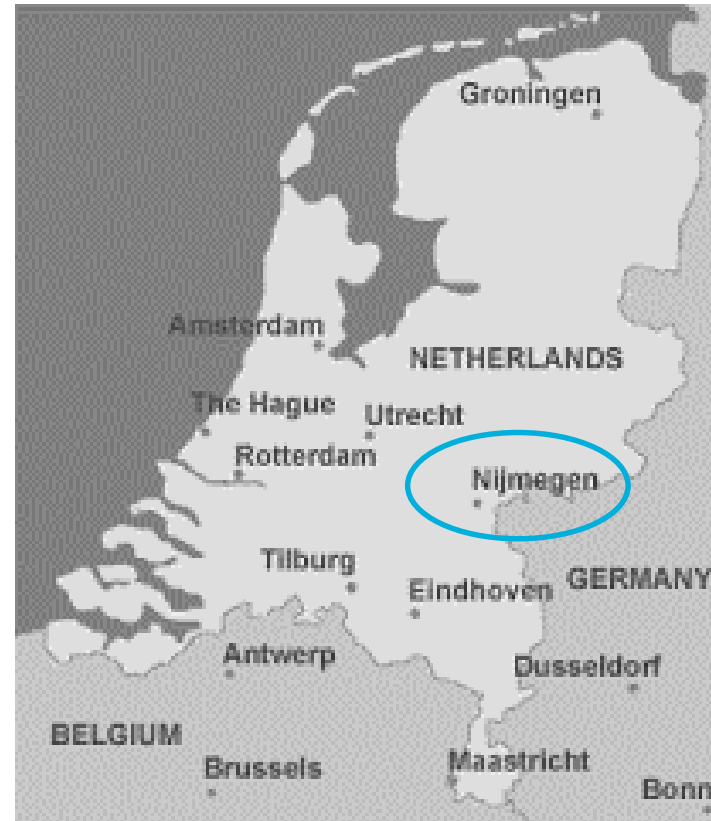 Groningen
Amsterdam
NETHERLANDS
The Hague
Utrecht
Rotterdam
Nijmegen
Tilburg
Eindhoven
GERMANY
Antwerp
Dusseldorf
BELGIUM
Brussels
Maastricht
Bonn